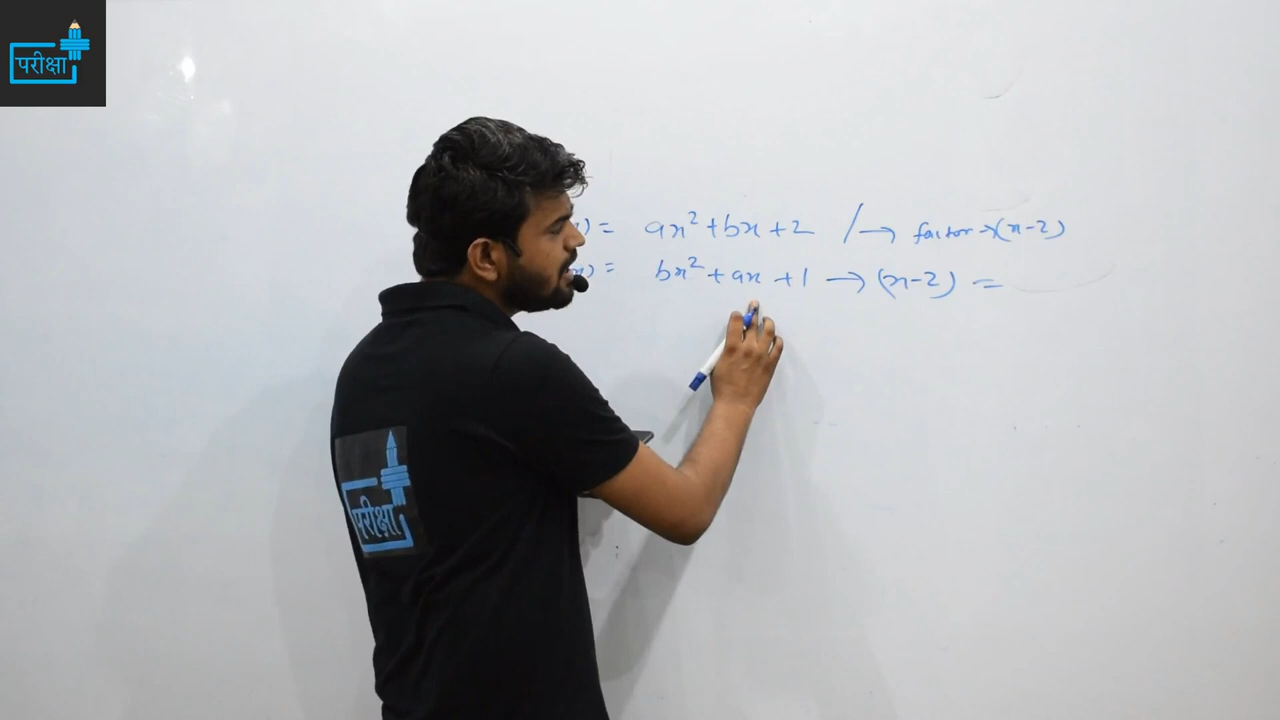 परीक्षा
x) = ax² + bx + 2 / → factor → (x-2)
x) = bx² + ax + 1 → (x-2) =
परीक्षा